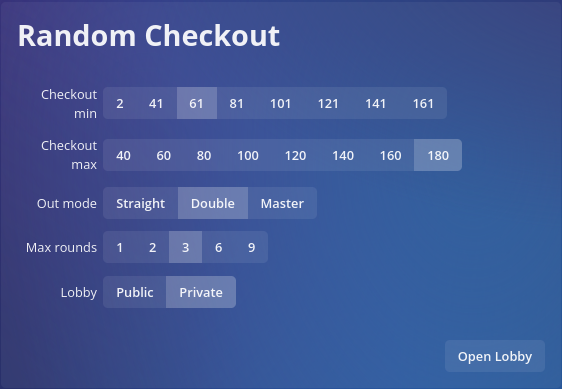 Random Checkout
Checkout min 2 41 61 81 101 121 141 161
Checkout max 40 60 80 100 120 140 160 180
Out mode Straight Double Master
Max rounds 1 2 3 6 9
Lobby Public Private
Open Lobby